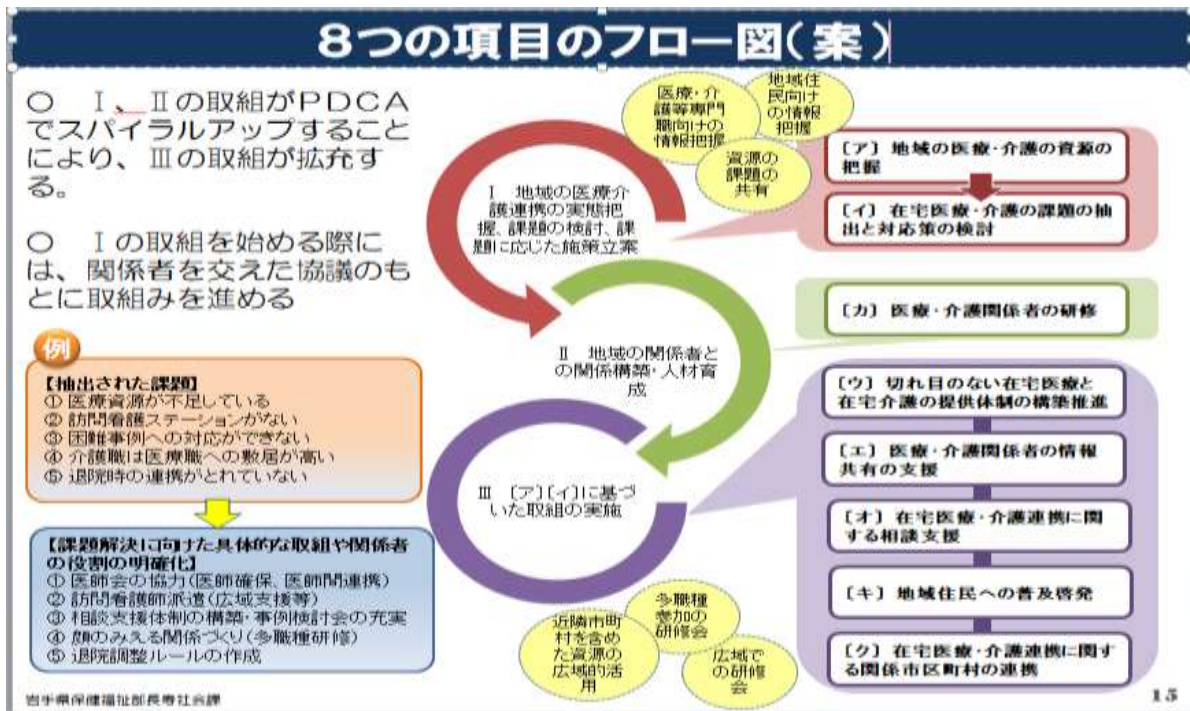 ８つの項目のフロー図（案）
○　Ⅰ、Ⅱの取組がＰＤＣＡ
でスパイラルアップすること
により、Ⅲの取組が拡充す
る。
○　Ⅰの取組を始める際に
は、関係者を交えた協議のも
とに取組みを進める
例
【抽出された課題】
① 医療資源が不足している
② 訪問看護ステーションがない
③ 困難事例への対応ができない
④ 介護職は医療職への敷居が高い
⑤ 退院時の連携がとれていない
【課題解決に向けた具体的な取組や関係者
の役割の明確化】
① 医師会の協力（医師確保、医師間連携）
② 訪問看護師派遣（広域支援等）
③ 相談支援体制の構築・事例検討会の充実
④ 顔のみえる関係づくり（多職種研修）
⑤ 退院調整ルールの作成
岩手県保健福祉部長寿社会課
医療・介
護等専門
職向けの
情報把握
地域住
民向け
の情報
把握
資源の
課題の
共有
Ⅰ　地域の医療介
護連携の実態把
握、課題の検討、課
題に応じた施策立案
Ⅱ　地域の関係者と
の関係構築・人材育
成
Ⅲ　〔ア〕〔イ〕に基づ
いた取組の実施
近隣市町
村を含め
た資源の
広域的活
用
多職種
参加の
研修会
広域で
の研修
会
〔ア〕 地域の医療・介護の資源の
把握
〔イ〕 在宅医療・介護の課題の抽
出と対応策の検討
〔カ〕 医療・介護関係者の研修
〔ウ〕 切れ目のない在宅医療と
在宅介護の提供体制の構築推進
〔エ〕 医療・介護関係者の情報
共有の支援
〔オ〕 在宅医療・介護連携に関
する相談支援
〔キ〕 地域住民への普及啓発
〔ク〕 在宅医療・介護連携に関す
る関係市区町村の連携
15